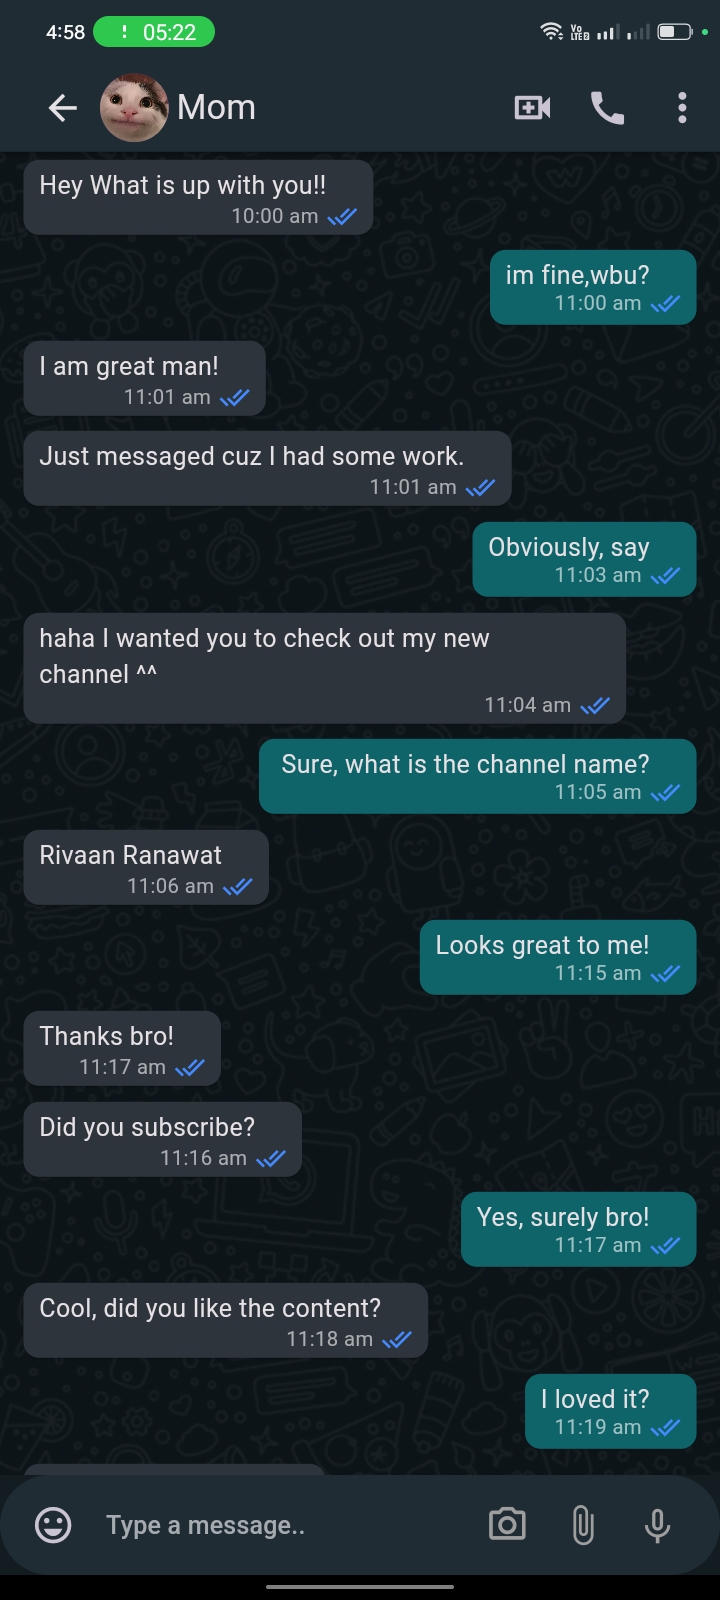 4:58 ! 05:22 Vo LTE 2
Mom
Hey What is up with you!!
10:00 am
im fine,wbu?
11:00 am
I am great man!
11:01 am
Just messaged cuz I had some work.
11:01 am
Obviously, say
11:03 am
haha I wanted you to check out my new
channel ^^
11:04 am
Sure, what is the channel name?
11:05 am
Rivaan Ranawat
11:06 am
Looks great to me!
11:15 am
Thanks bro!
11:17 am
Did you subscribe?
11:16 am
Yes, surely bro!
11:17 am
Cool, did you like the content?
11:18 am
I loved it?
11:19 am
Type a message..